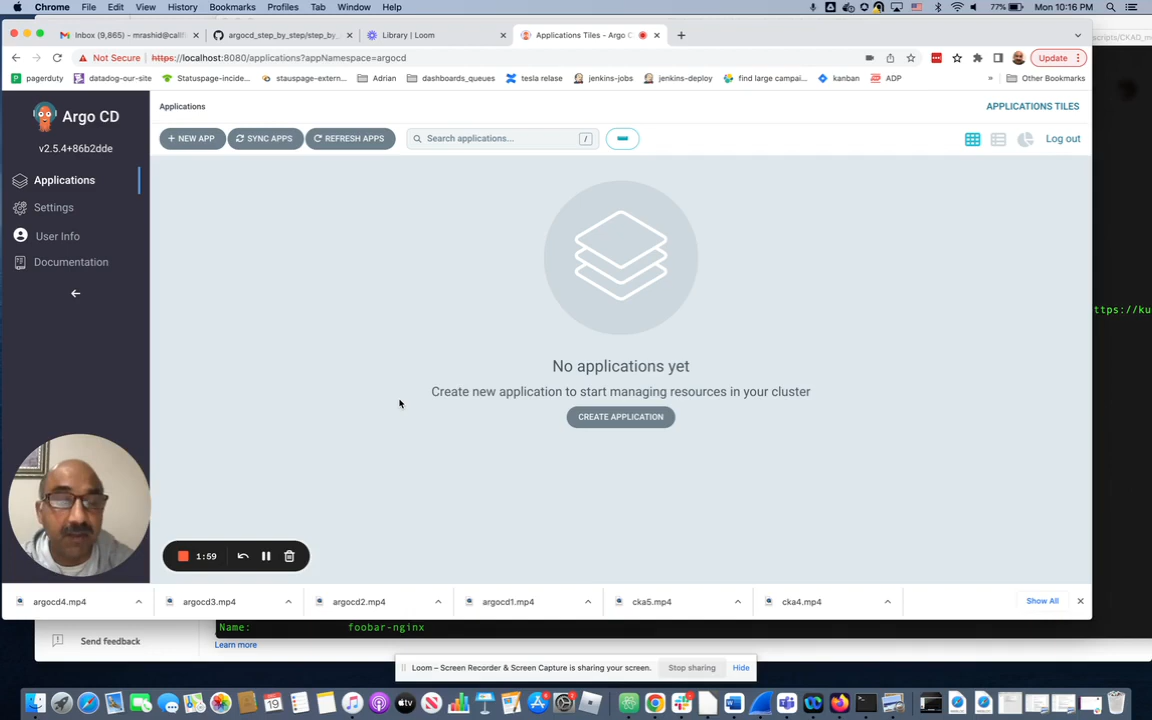 Chrome File Edit View History Bookmarks Profiles Tab Window Help
77% Mon 10:16 PM
Inbox (9,865) - mrashid@cali
argocd_step_by_step/step_by_
Library | Loom
Applications Tiles - Argo C
Not Secure https://localhost:8080/applications?appNamespace=argocd
Update
pagerduty
datadog-our-site
Statuspage-incide...
stauspage-extern...
Adrian
dashboards_queues
tesla relase
jenkins-jobs
jenkins-deploy
find large campai...
kanban
ADP
»
Other Bookmarks
Argo CD
v2.5.4+86b2dde
Applications
Settings
User Info
Documentation
Applications
APPLICATIONS TILES
+ NEW APP
SYNC APPS
REFRESH APPS
Search applications...
/
Log out
No applications yet
Create new application to start managing resources in your cluster
CREATE APPLICATION
ttps://ku
1:59
argocd4.mp4
argocd3.mp4
argocd2.mp4
argocd1.mp4
cka5.mp4
cka4.mp4
Show All
Name: foobar-nginx
Send feedback
Learn more
Loom – Screen Recorder & Screen Capture is sharing your screen.
Stop sharing
Hide